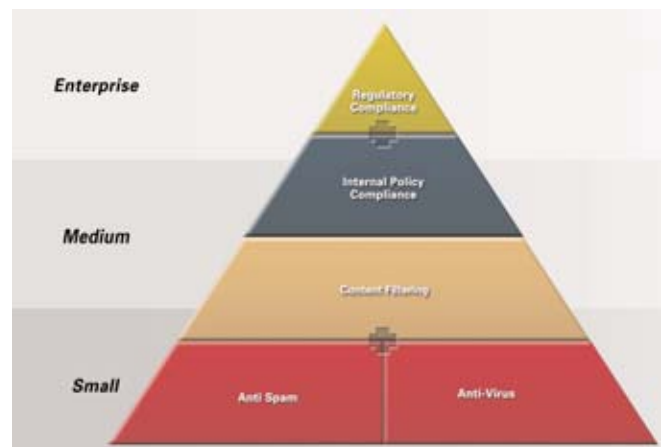 Enterprise
Regulatory
Compliance
Internal Policy
Compliance
Medium
Content Filtering
Small
Anti Spam
Anti-Virus